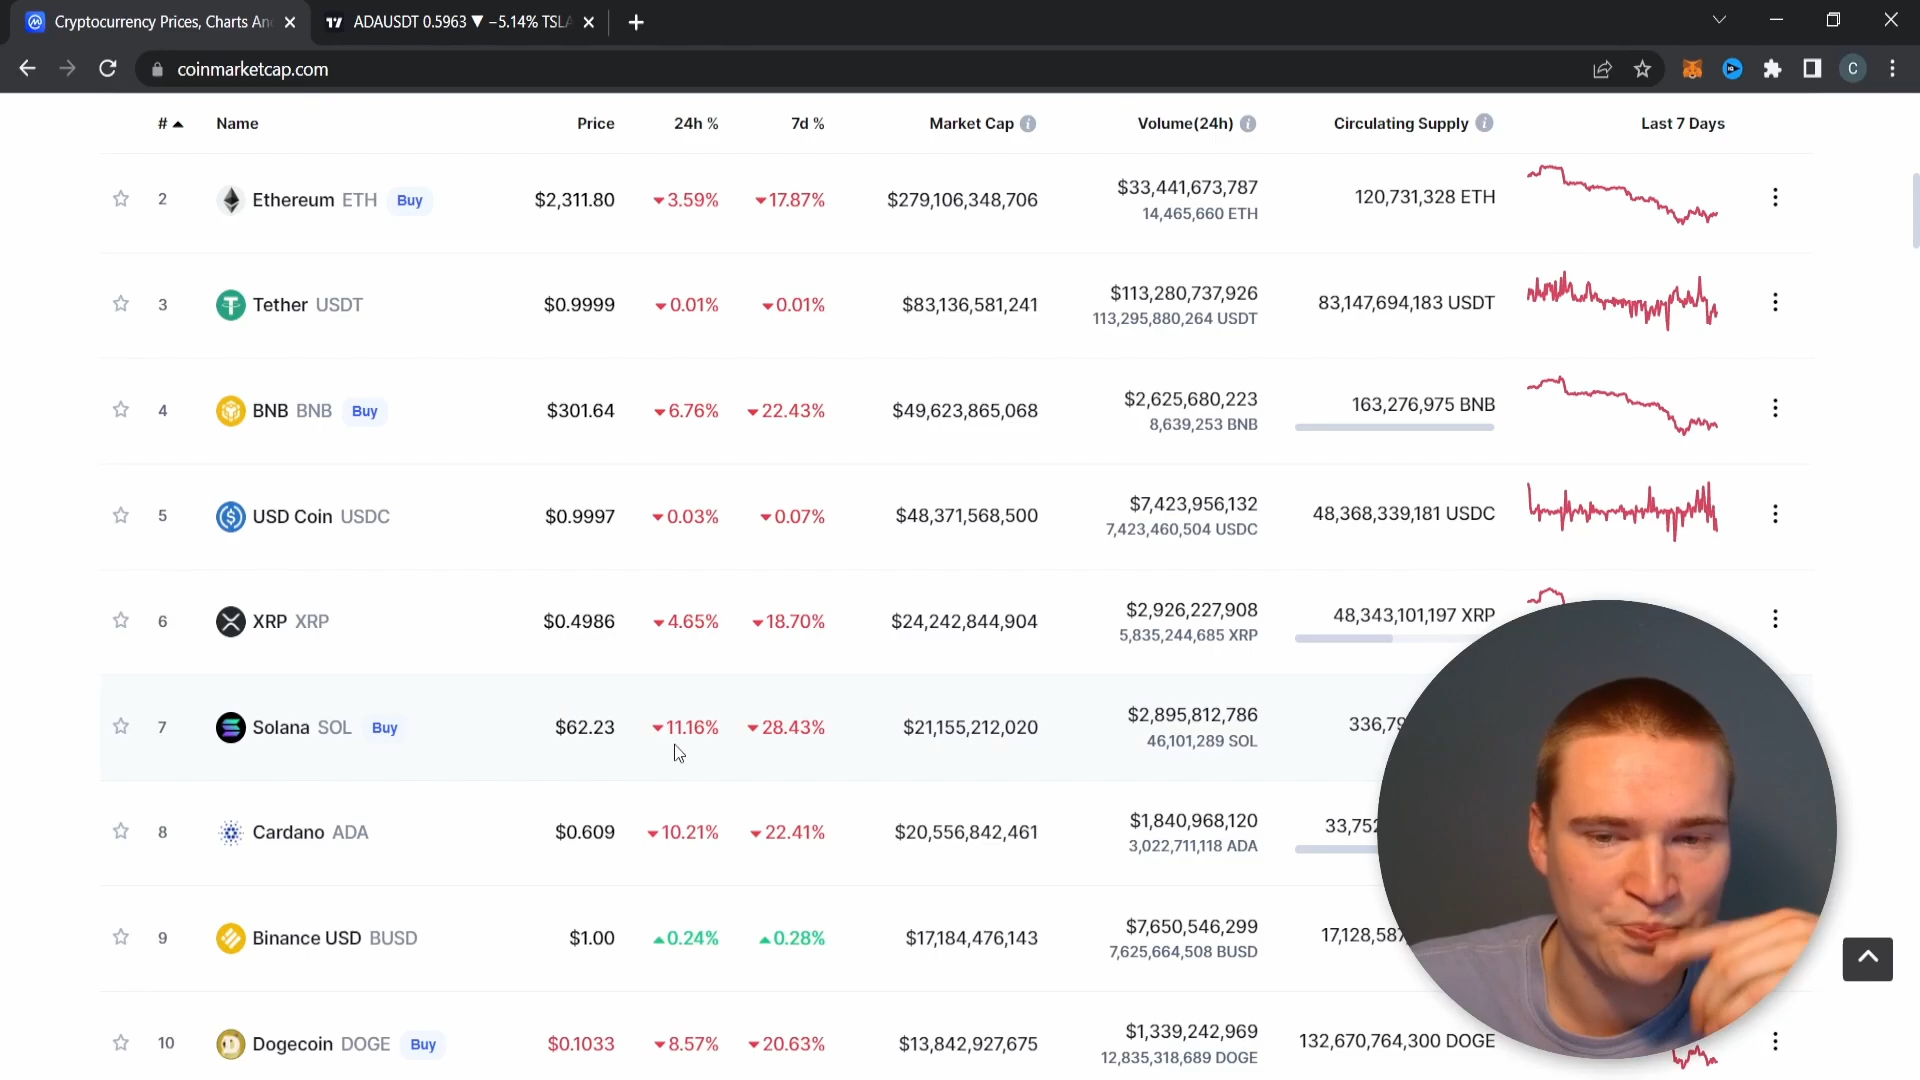 Cryptocurrency Prices, Charts An
ADAUSDT 0.5963 ▼ −5.14% TSLA
coinmarketcap.com
C
# Name Price 24h % 7d % Market Cap Volume(24h) Circulating Supply Last 7 Days
2 Ethereum ETH Buy $2,311.80 3.59% 17.87% $279,106,348,706 $33,441,673,787 120,731,328 ETH
14,465,660 ETH
3 Tether USDT $0.9999 0.01% 0.01% $83,136,581,241 $113,280,737,926 83,147,694,183 USDT
113,295,880,264 USDT
4 BNB BNB Buy $301.64 6.76% 22.43% $49,623,865,068 $2,625,680,223 163,276,975 BNB
8,639,253 BNB
5 USD Coin USDC $0.9997 0.03% 0.07% $48,371,568,500 $7,423,956,132 48,368,339,181 USDC
7,423,460,504 USDC
6 XRP XRP $0.4986 4.65% 18.70% $24,242,844,904 $2,926,227,908 48,343,101,197 XRP
5,835,244,685 XRP
7 Solana SOL Buy $62.23 11.16% 28.43% $21,155,212,020 $2,895,812,786 336,79
46,101,289 SOL
8 Cardano ADA $0.609 10.21% 22.41% $20,556,842,461 $1,840,968,120 33,752
3,022,711,118 ADA
9 Binance USD BUSD $1.00 0.24% 0.28% $17,184,476,143 $7,650,546,299 17,128,587
7,625,664,508 BUSD
10 Dogecoin DOGE Buy $0.1033 8.57% 20.63% $13,842,927,675 $1,339,242,969 132,670,764,300 DOGE
12,835,318,689 DOGE